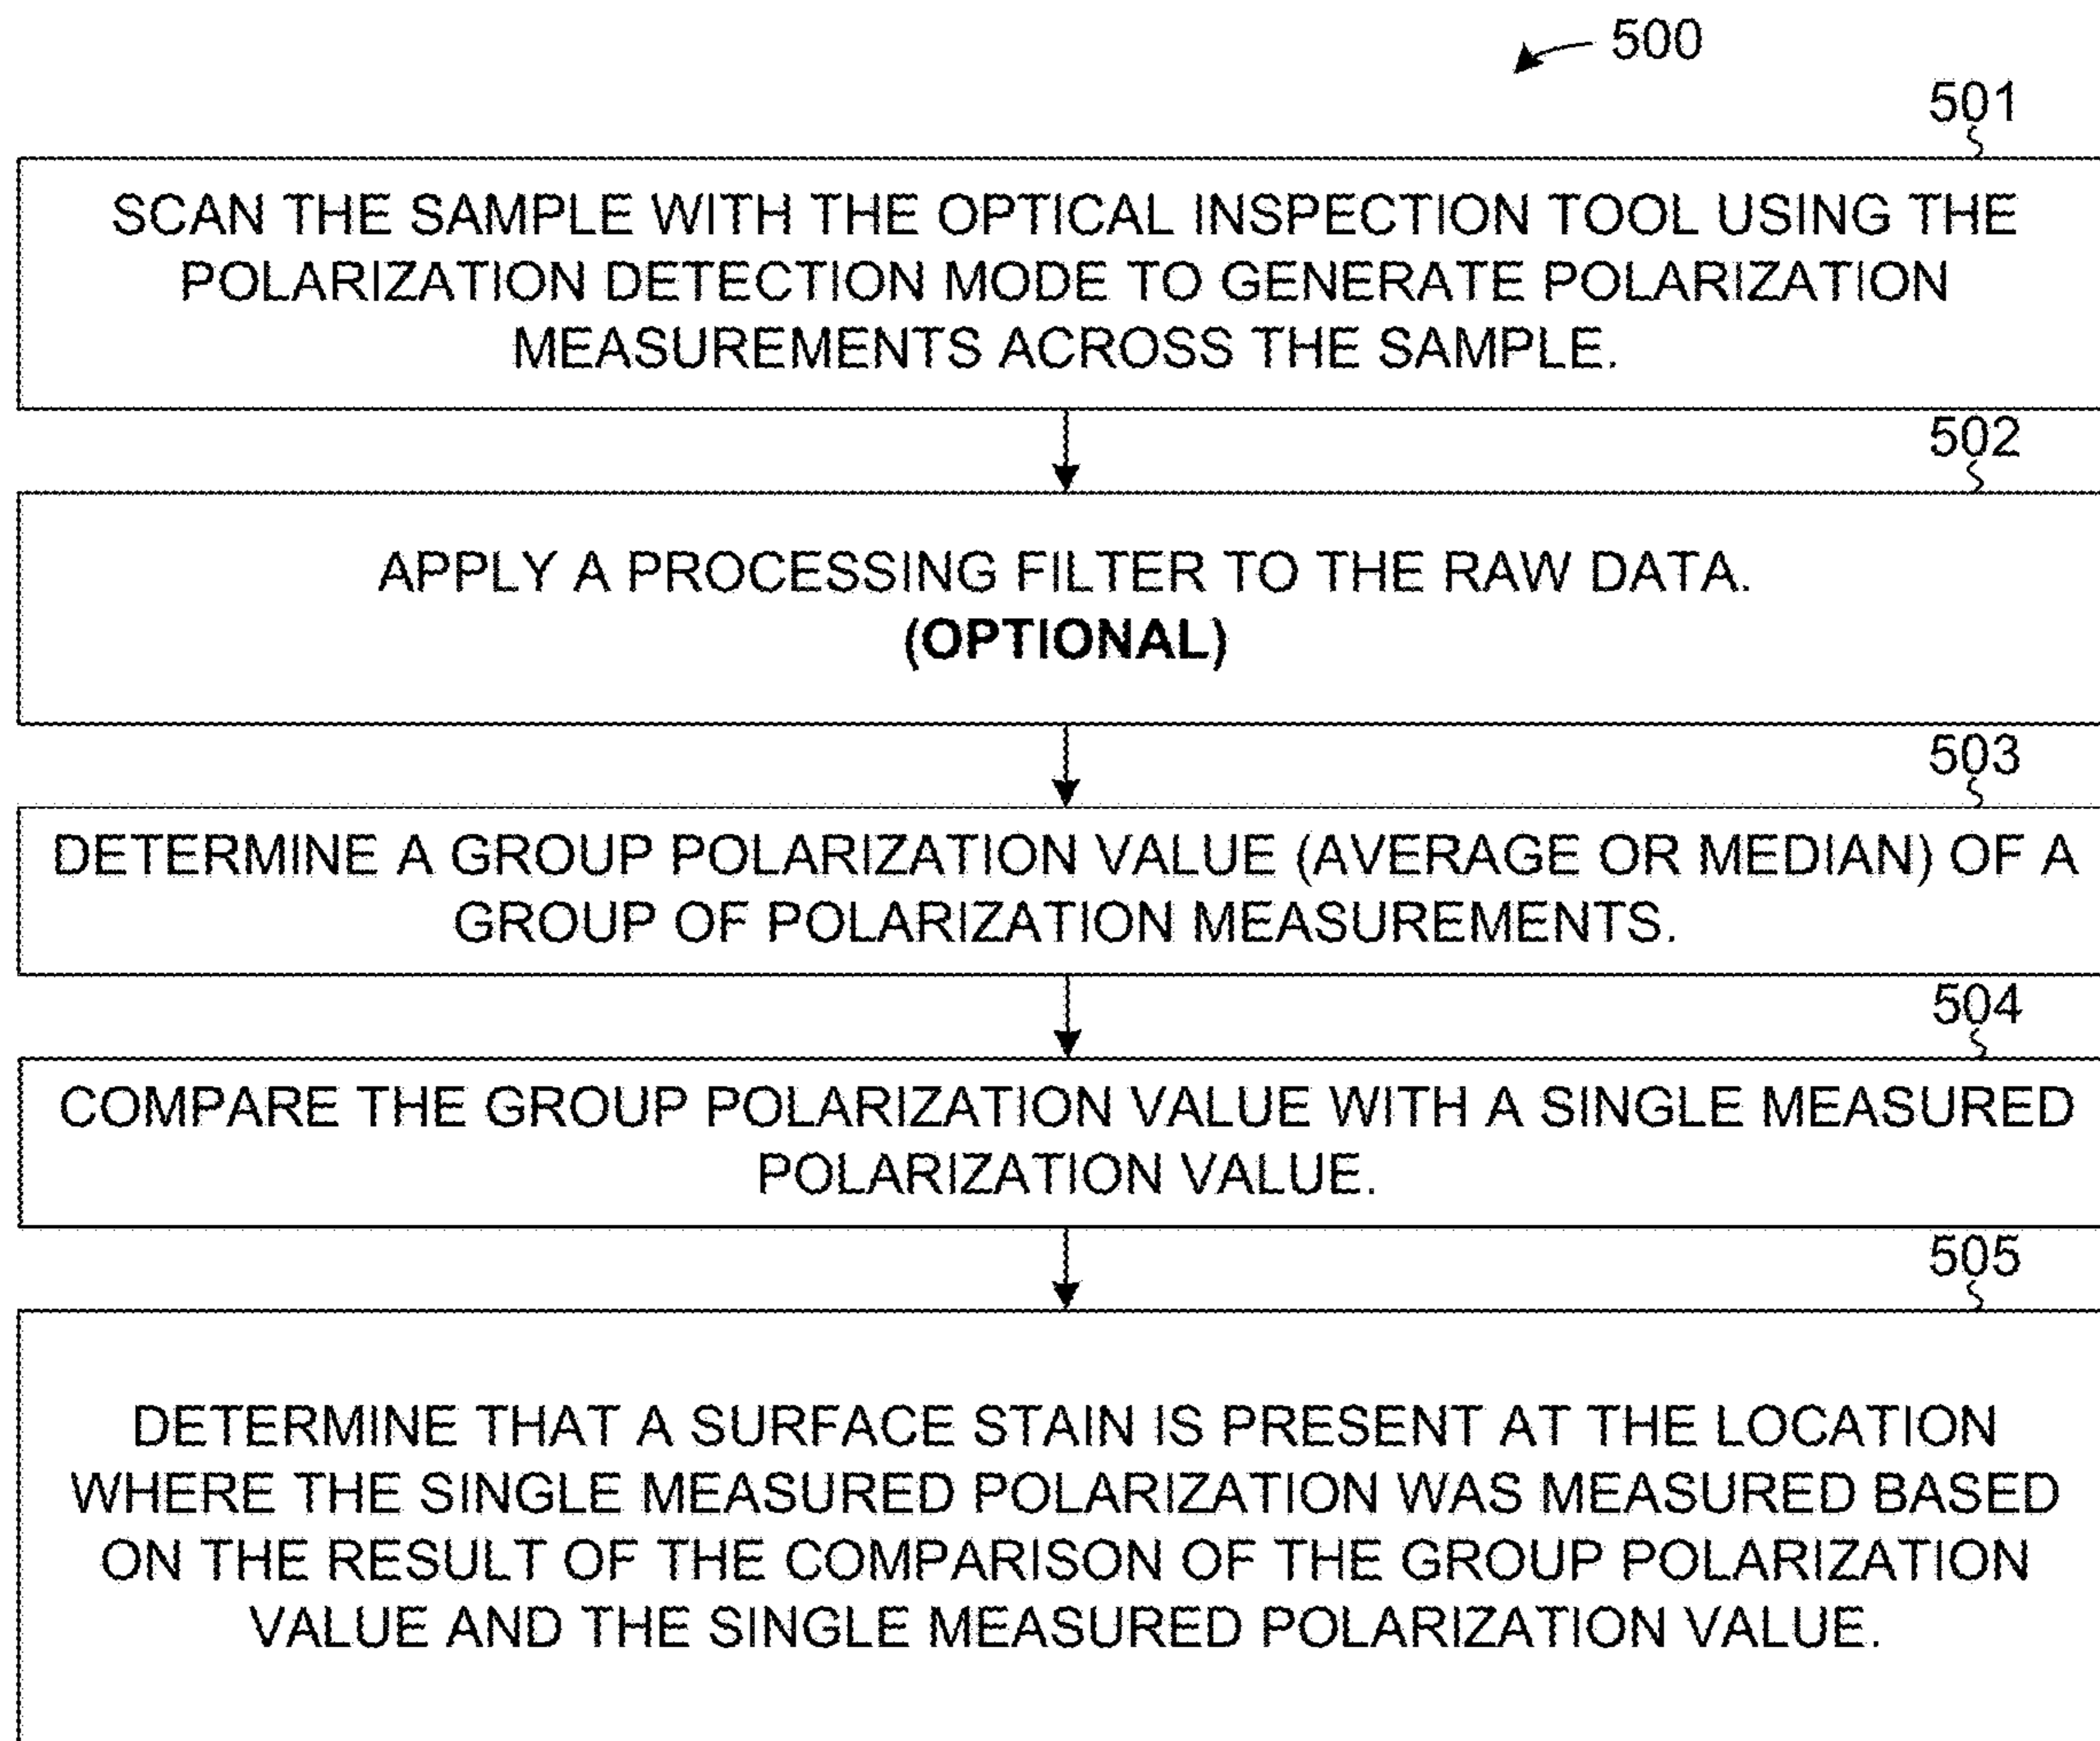 500
501
SCAN THE SAMPLE WITH THE OPTICAL INSPECTION TOOL USING THE
POLARIZATION DETECTION MODE TO GENERATE POLARIZATION
MEASUREMENTS ACROSS THE SAMPLE.
502
APPLY A PROCESSING FILTER TO THE RAW DATA.
(OPTIONAL)
503
DETERMINE A GROUP POLARIZATION VALUE (AVERAGE OR MEDIAN) OF A
GROUP OF POLARIZATION MEASUREMENTS.
504
COMPARE THE GROUP POLARIZATION VALUE WITH A SINGLE MEASURED
POLARIZATION VALUE.
505
DETERMINE THAT A SURFACE STAIN IS PRESENT AT THE LOCATION
WHERE THE SINGLE MEASURED POLARIZATION WAS MEASURED BASED
ON THE RESULT OF THE COMPARISON OF THE GROUP POLARIZATION
VALUE AND THE SINGLE MEASURED POLARIZATION VALUE.